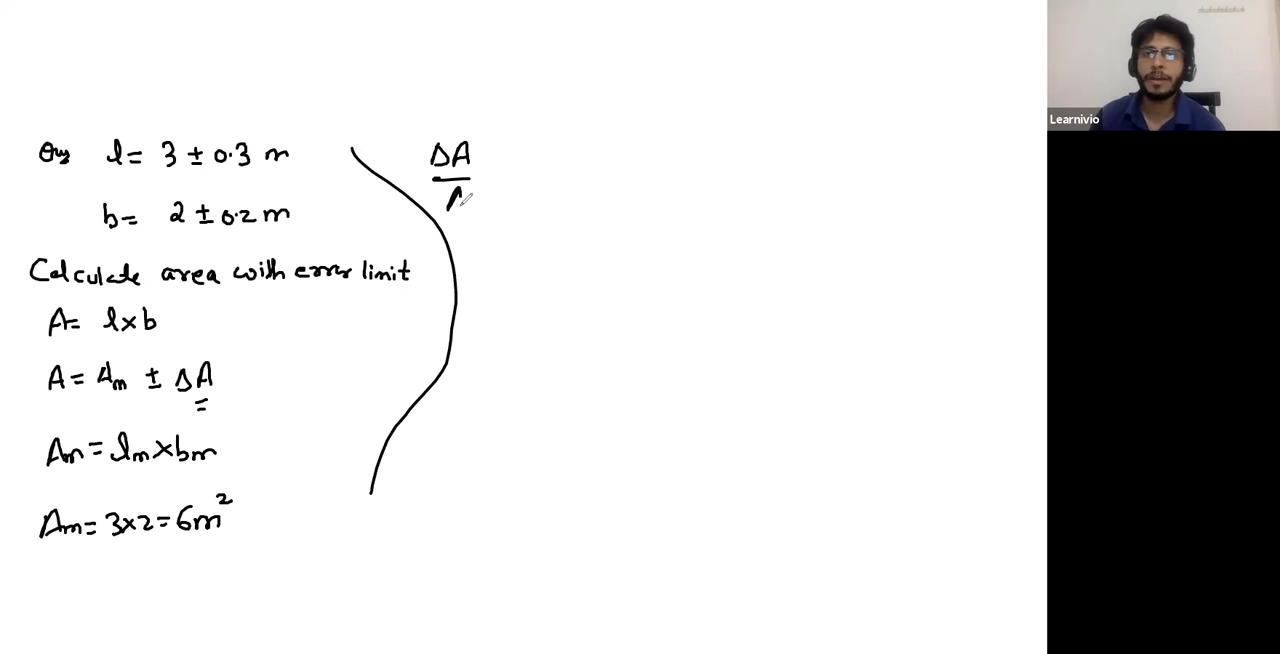 Que l = 3 ± 0.3 m
b = 2 ± 0.2 m
Calculate area with error limit
A = l×b
A = Am ± ΔA
Am = lm × bm
Am = 3×2 = 6m²
ΔA
Learnivio